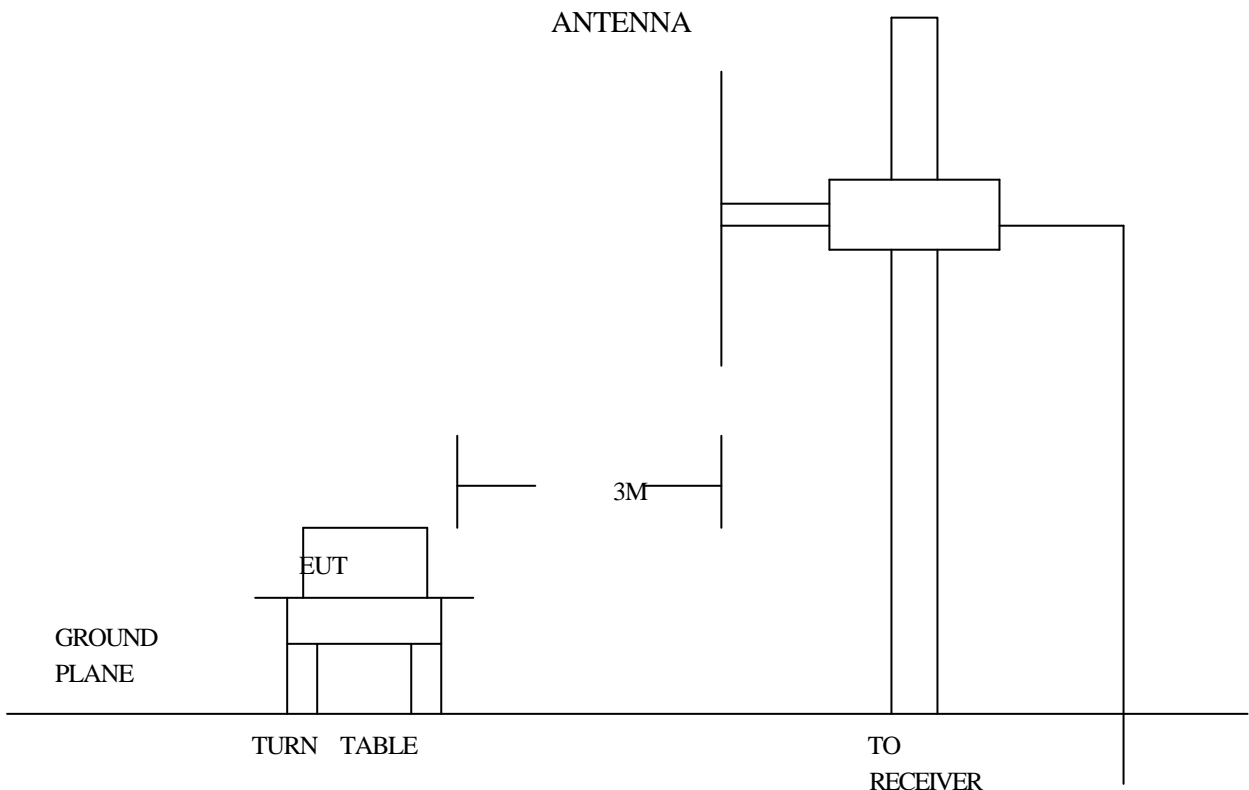 ANTENNA
3M
EUT
GROUND
PLANE
TURN TABLE
TO
RECEIVER